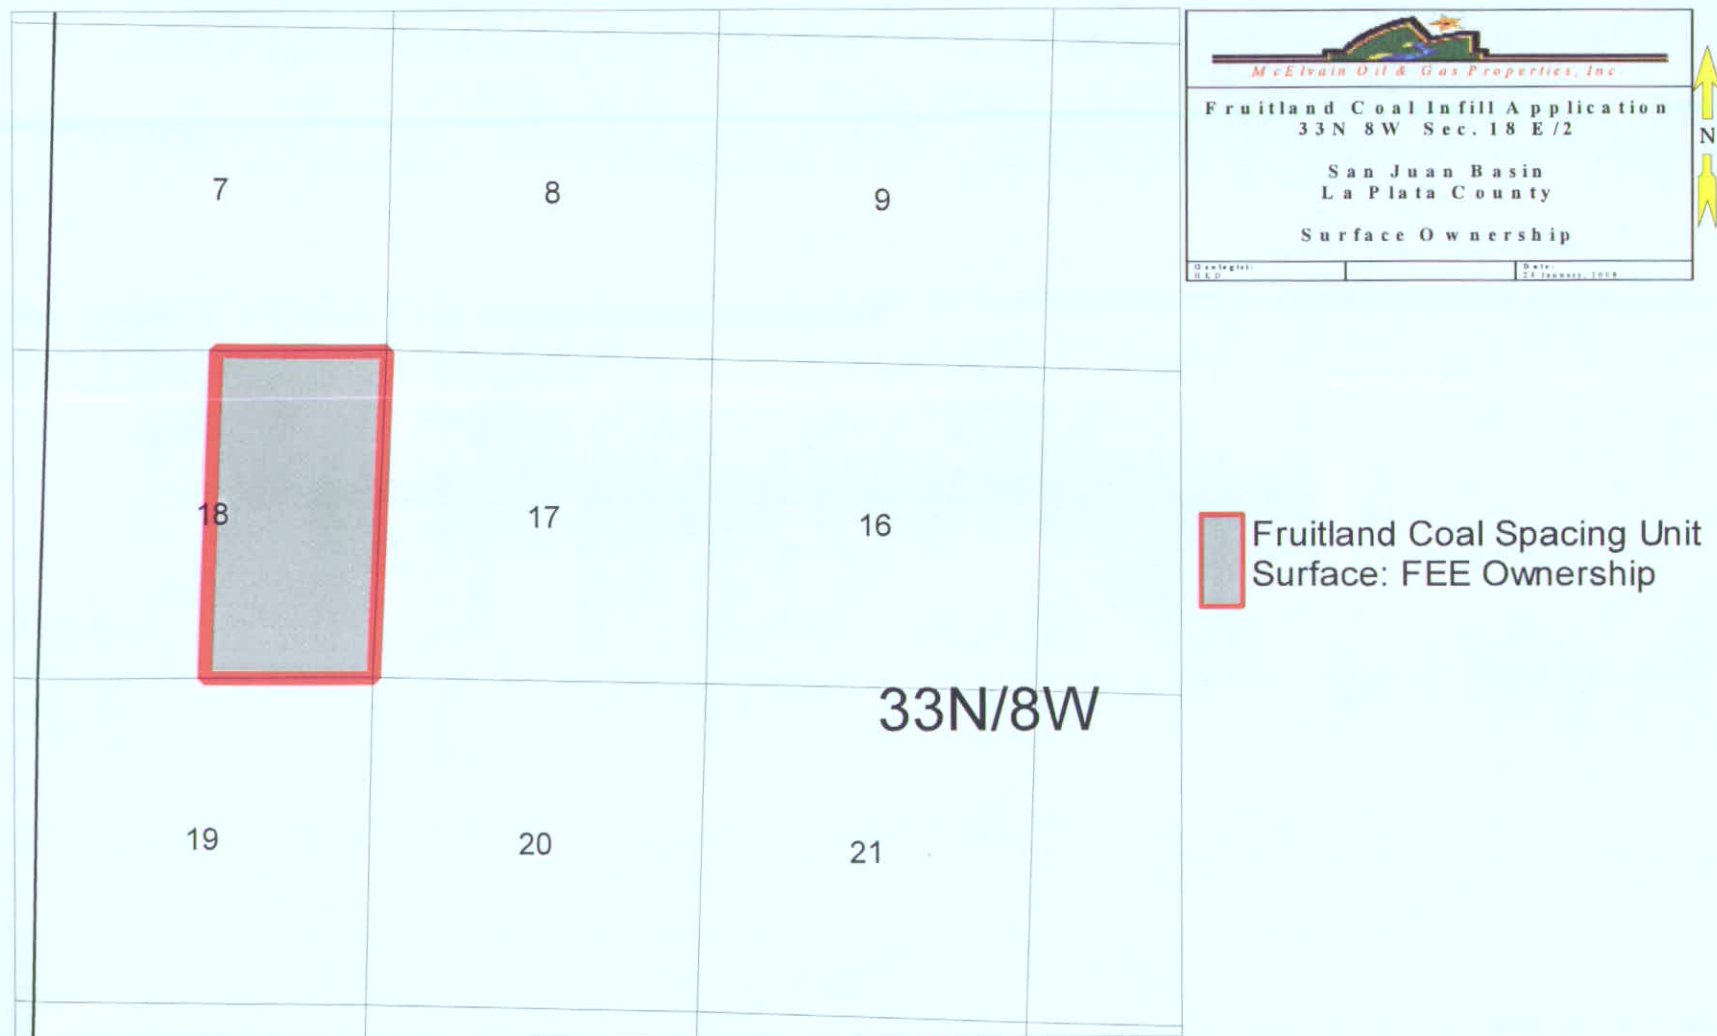 McElvain Oil & Gas Properties, Inc.
Fruitland Coal Infill Application
33N 8W Sec. 18 E/2
San Juan Basin
La Plata County
Surface Ownership
Geologist:
Date:
N
7
8
9
18
17
16
Fruitland Coal Spacing Unit
Surface: FEE Ownership
33N/8W
19
20
21